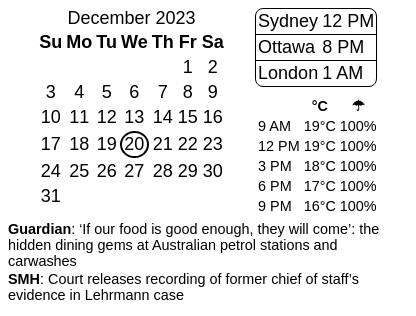 December 2023
Su Mo Tu We Th Fr Sa
1 2
3 4 5 6 7 8 9
10 11 12 13 14 15 16
17 18 19 20 21 22 23
24 25 26 27 28 29 30
31
Sydney 12 PM
Ottawa 8 PM
London 1 AM
°C ☂
9 AM 19°C 100%
12 PM 19°C 100%
3 PM 18°C 100%
6 PM 17°C 100%
9 PM 16°C 100%
Guardian: ‘If our food is good enough, they will come’: the
hidden dining gems at Australian petrol stations and
carwashes
SMH: Court releases recording of former chief of staff’s
evidence in Lehrmann case